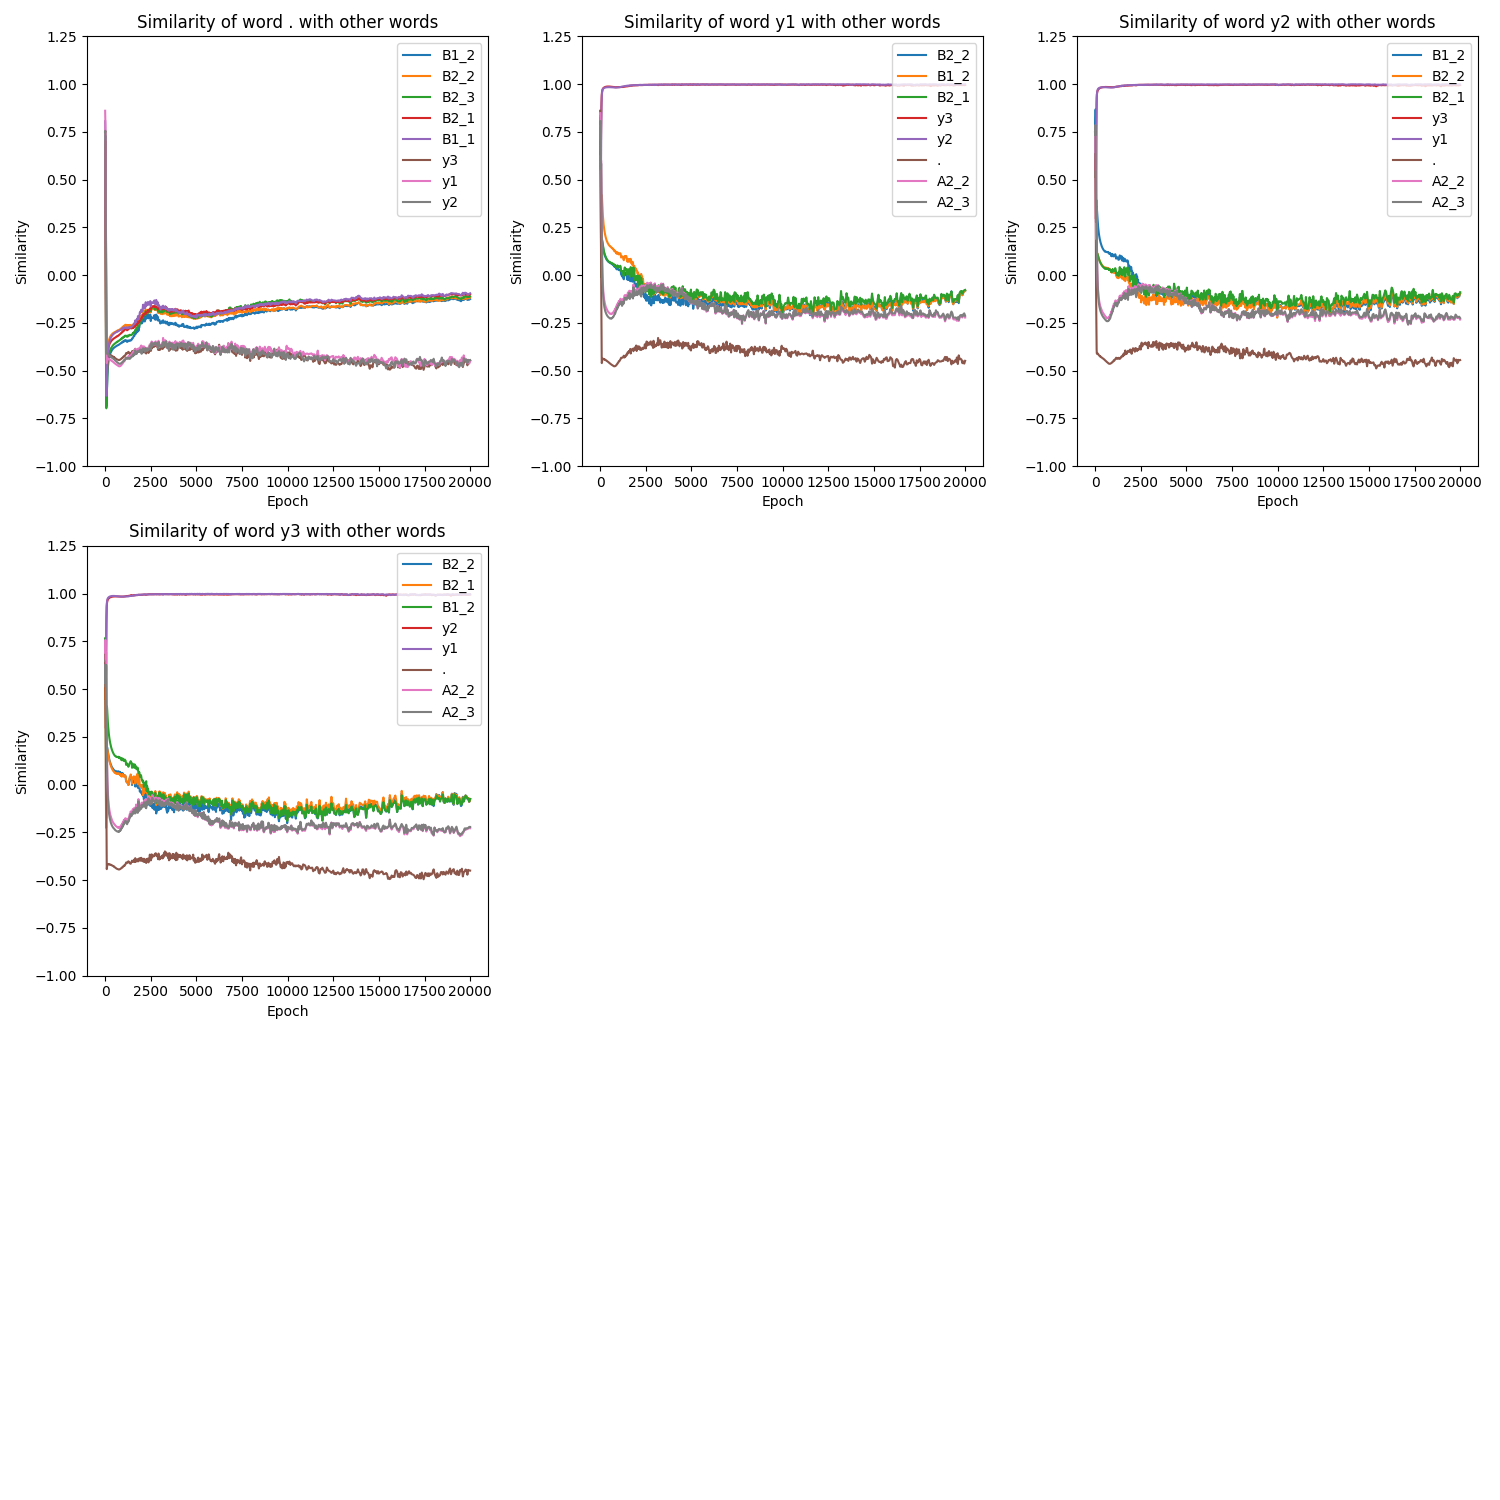 Similarity of word . with other words
1.25
1.00
0.75
0.50
0.25
0.00
−0.25
−0.50
−0.75
−1.00
Similarity
0 2500 5000 7500 10000 12500 15000 17500 20000
Epoch
B1_2
B2_2
B2_3
B2_1
B1_1
y3
y1
y2
Similarity of word y1 with other words
1.25
1.00
0.75
0.50
0.25
0.00
−0.25
−0.50
−0.75
−1.00
Similarity
0 2500 5000 7500 10000 12500 15000 17500 20000
Epoch
B2_2
B1_2
B2_1
y3
y2
.
A2_2
A2_3
Similarity of word y2 with other words
1.25
1.00
0.75
0.50
0.25
0.00
−0.25
−0.50
−0.75
−1.00
Similarity
0 2500 5000 7500 10000 12500 15000 17500 20000
Epoch
B1_2
B2_2
B2_1
y3
y1
.
A2_2
A2_3
Similarity of word y3 with other words
1.25
1.00
0.75
0.50
0.25
0.00
−0.25
−0.50
−0.75
−1.00
Similarity
0 2500 5000 7500 10000 12500 15000 17500 20000
Epoch
B2_2
B2_1
B1_2
y2
y1
.
A2_2
A2_3